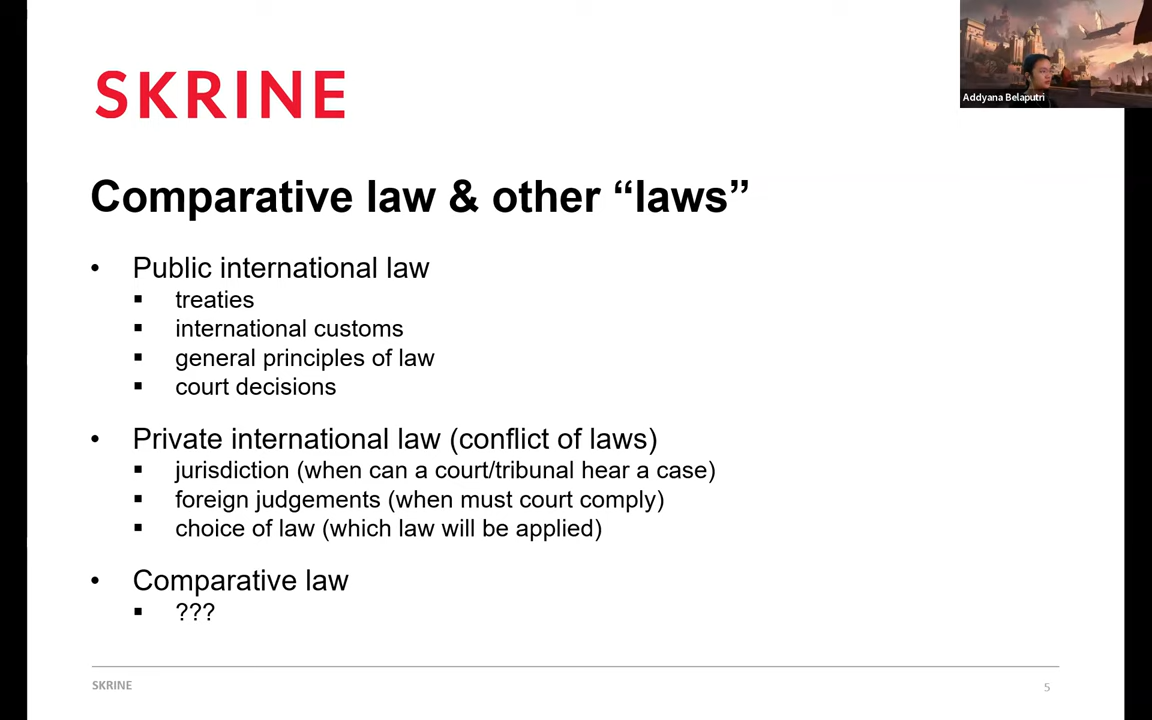 SKRINE
Addyana Belaputri
Comparative law & other “laws”
• Public international law
▪ treaties
▪ international customs
▪ general principles of law
▪ court decisions
• Private international law (conflict of laws)
▪ jurisdiction (when can a court/tribunal hear a case)
▪ foreign judgements (when must court comply)
▪ choice of law (which law will be applied)
• Comparative law
▪ ???
SKRINE
5